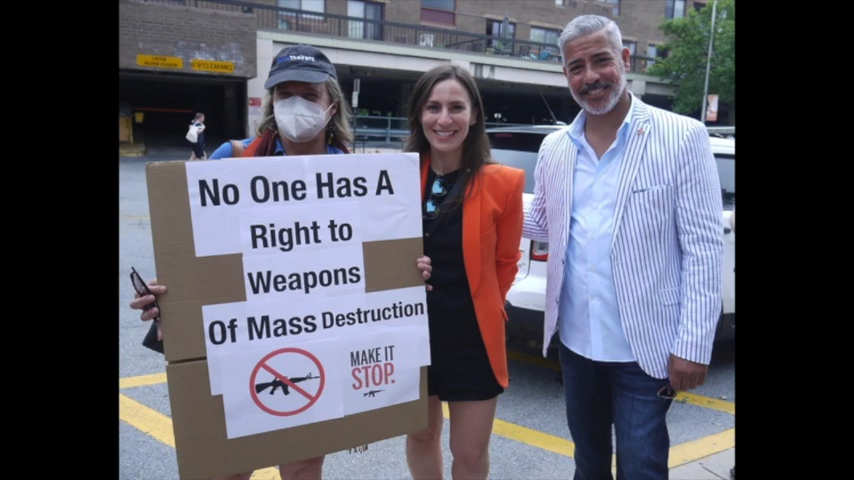 No One Has A
Right to
Weapons
Of Mass Destruction
MAKE IT
STOP.